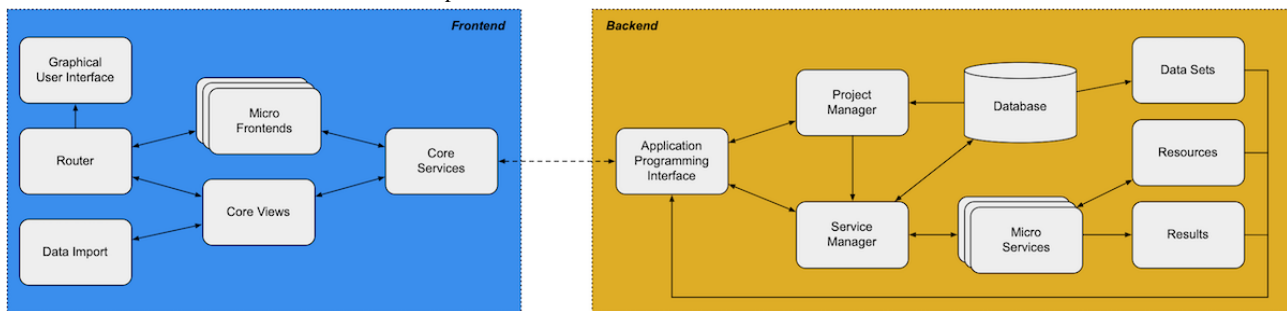 Frontend
Graphical
User Interface
Micro
Frontends
Router
Core
Services
Core Views
Data Import
Backend
Data Sets
Project
Manager
Database
Application
Programming
Interface
Resources
Service
Manager
Micro
Services
Results